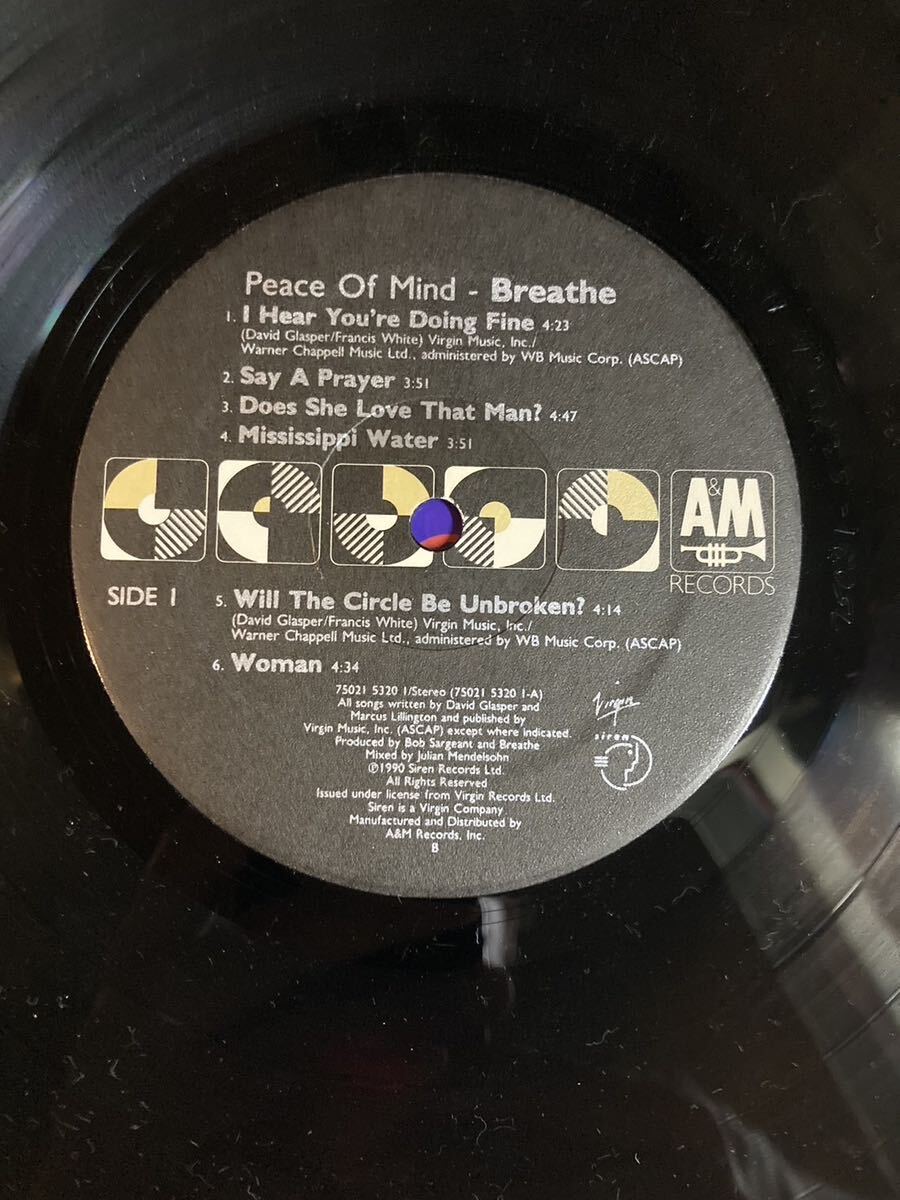 Peace Of Mind - Breathe
1. I Hear You're Doing Fine 4:23
(David Glasper/Francis White) Virgin Music, Inc./
Warner Chappell Music Ltd., administered by WB Music Corp. (ASCAP)
2. Say A Prayer 3:51
3. Does She Love That Man? 4:47
4. Mississippi Water 3:51
A&M
RECORDS
SIDE 1
5. Will The Circle Be Unbroken? 4:14
(David Glasper/Francis White) Virgin Music, Inc./
Warner Chappell Music Ltd., administered by WB Music Corp. (ASCAP)
6. Woman 4:34
75021 5320 1/Stereo (75021 5320 1-A)
All songs written by David Glasper and
Marcus Lillington and published by
Virgin Music, Inc. (ASCAP) except where indicated.
Produced by Bob Sargeant and Breathe
Mixed by Julian Mendelsohn
℗1990 Siren Records Ltd.
All Rights Reserved
Issued under license from Virgin Records Ltd.
Siren is a Virgin Company
Manufactured and Distributed by
A&M Records, Inc.
B
Virgin
siren